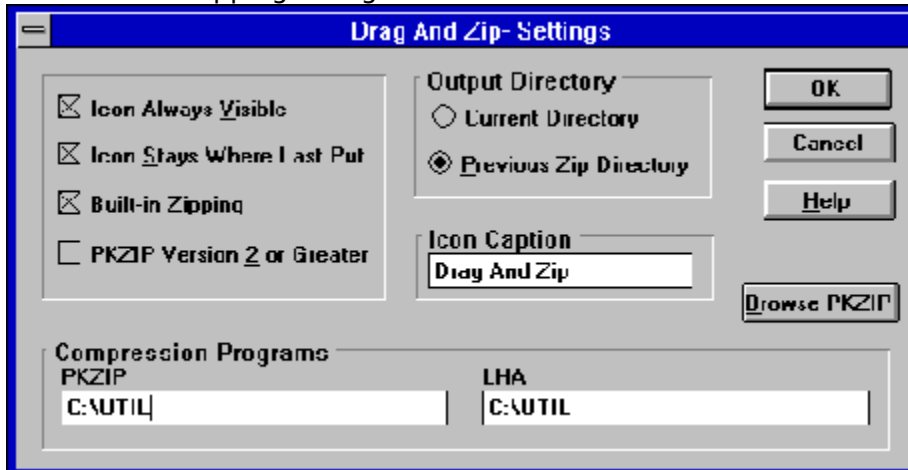 Drag And Zip- Settings
Icon Always Visible
Icon Stays Where Last Put
Built-in Zipping
PKZIP Version 2 or Greater
Output Directory
Current Directory
Previous Zip Directory
Icon Caption
Drag And Zip
OK
Cancel
Help
Browse PKZIP
Compression Programs
PKZIP
C:\UTIL
LHA
C:\UTIL